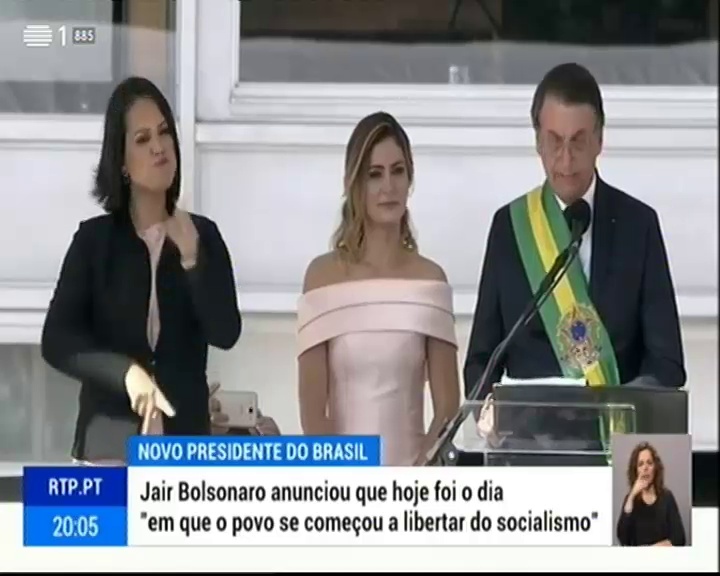 1 885
NOVO PRESIDENTE DO BRASIL
RTP.PT
Jair Bolsonaro anunciou que hoje foi o dia
20:05
"em que o povo se começou a libertar do socialismo"